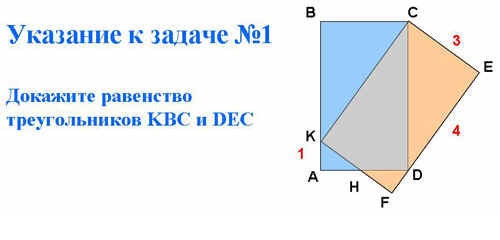 Указание к задаче №1
Докажите равенство
треугольников KBC и DEC
B
C
3
E
4
K
1
A
H
D
F